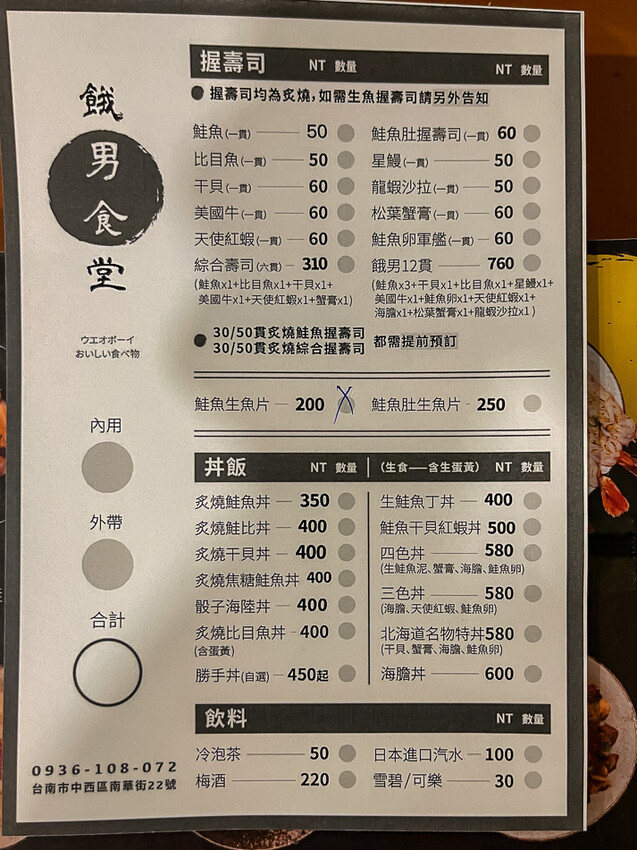 餓
男
食
堂
ウエオボーイ
おいしい食べ物
內用
外帶
合計
0936-108-072
台南市中西區南華街22號
握壽司 NT 數量 NT 數量
握壽司均為炙燒,如需生魚握壽司請另外告知
鮭魚(一貫) 50 鮭魚肚握壽司(一貫) 60
比目魚(一貫) 50 星鰻(一貫) 50
干貝(一貫) 60 龍蝦沙拉(一貫) 50
美國牛(一貫) 60 松葉蟹膏(一貫) 60
天使紅蝦(一貫) 60 鮭魚卵軍艦(一貫) 60
綜合壽司(六貫) 310 餓男12貫 760
(鮭魚x1+比目魚x1+干貝x1+ (鮭魚x3+干貝x1+比目魚x1+星鰻x1+
美國牛x1+天使紅蝦x1+蟹膏x1) 美國牛x1+鮭魚卵x1+天使紅蝦x1+
海膽x1+松葉蟹膏x1+龍蝦沙拉x1)
30/50貫炙燒鮭魚握壽司
30/50貫炙燒綜合握壽司 都需提前預訂
鮭魚生魚片 200 X 鮭魚肚生魚片 250
丼飯 NT 數量 (生食—含生蛋黃) NT 數量
炙燒鮭魚丼 350 生鮭魚丁丼 400
炙燒鮭比丼 400 鮭魚干貝紅蝦丼 500
炙燒干貝丼 400 四色丼 580
(生鮭魚泥、蟹膏、海膽、鮭魚卵)
炙燒焦糖鮭魚丼 400
骰子海陸丼 400 三色丼 580
(海膽、天使紅蝦、鮭魚卵)
炙燒比目魚丼 400 北海道名物特丼580
(含蛋黃) (干貝、蟹膏、海膽、鮭魚卵)
勝手丼(自選) 450起 海膽丼 600
飲料 NT 數量
冷泡茶 50 日本進口汽水 100
梅酒 220 雪碧/可樂 30